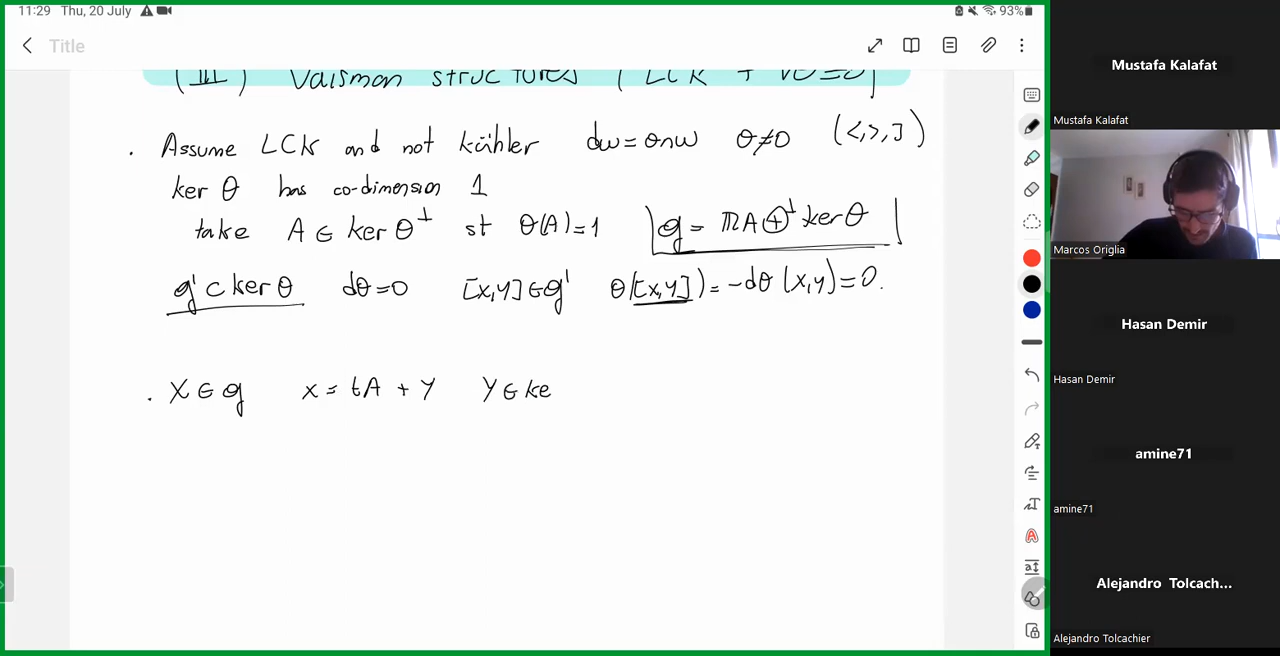 11:29 Thu, 20 July
93%
Title
(III) Vaisman structures ( LCK + ∇θ=0 )
. Assume LCK and not kähler dω = θ∧ω θ≠0 (<,>,J)
ker θ has co-dimension 1
take A ∈ ker θ^⊥ st θ(A)=1 g = ℝA ⊕^⊥ ker θ
g' ⊂ ker θ dθ=0 [x,y] ∈ g' θ([x,y]) = -dθ(x,y) = 0.
. X ∈ g x = tA + Y Y ∈ ke
Mustafa Kalafat
Mustafa Kalafat
Marcos Origlia
Hasan Demir
Hasan Demir
amine71
amine71
Alejandro Tolcach...
Alejandro Tolcachier